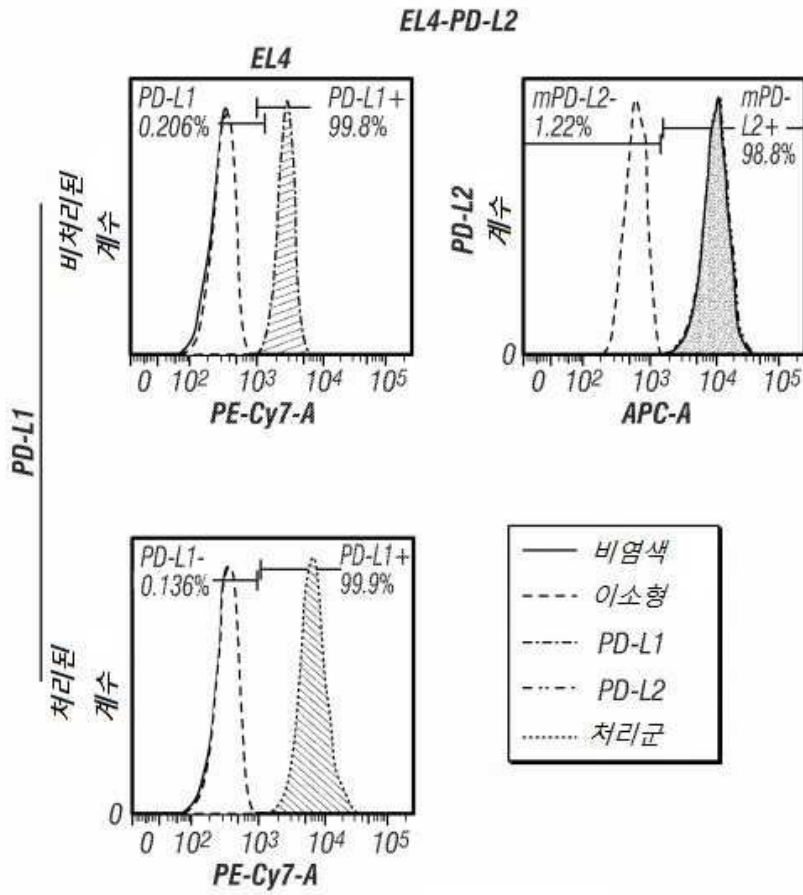 EL4-PD-L2
EL4
PD-L1
0.206%
PD-L1+
99.8%
비처리된
계수
0 10² 10³ 10⁴ 10⁵
PE-Cy7-A
mPD-L2-
1.22%
mPD-
L2+
98.8%
PD-L2
계수
0
0 10² 10³ 10⁴ 10⁵
APC-A
PD-L1
PD-L1-
0.136%
PD-L1+
99.9%
처리된
계수
0
0 10² 10³ 10⁴ 10⁵
PE-Cy7-A
비염색
이소형
PD-L1
PD-L2
처리군